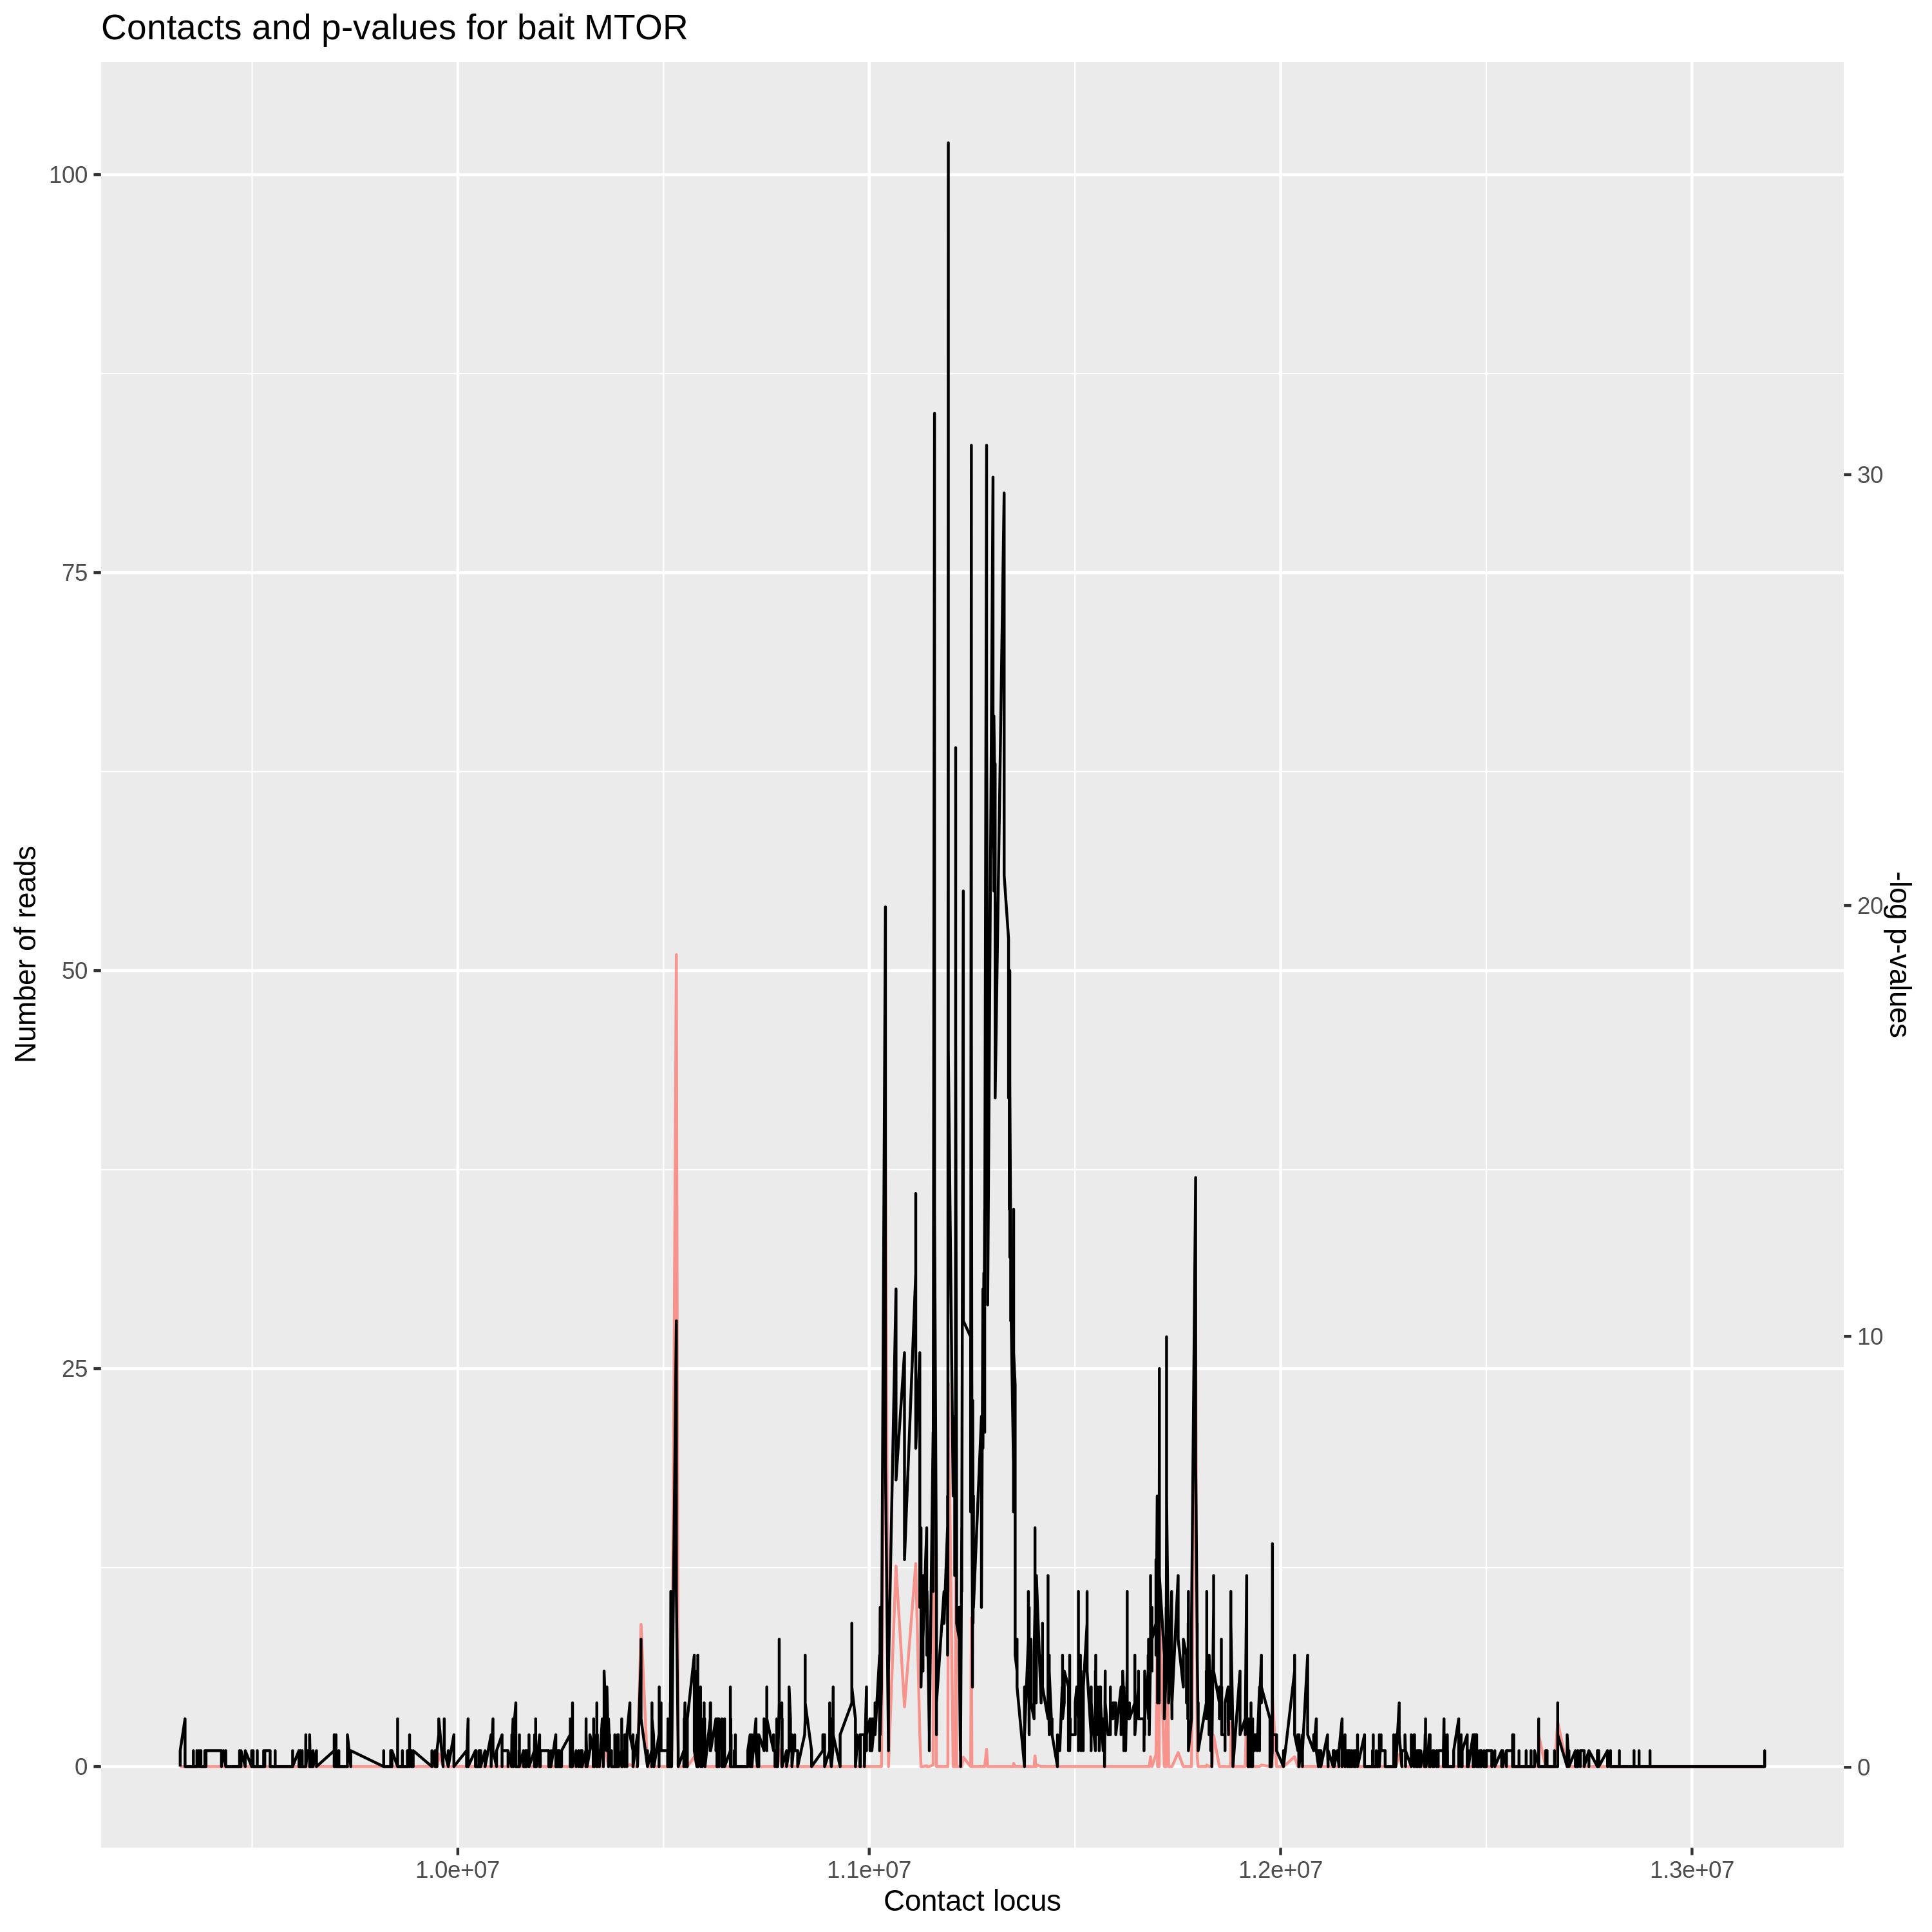 Contacts and p-values for bait MTOR
100
75
50
25
0
Number of reads
30
20
10
0
-log p-values
1.0e+07
1.1e+07
1.2e+07
1.3e+07
Contact locus